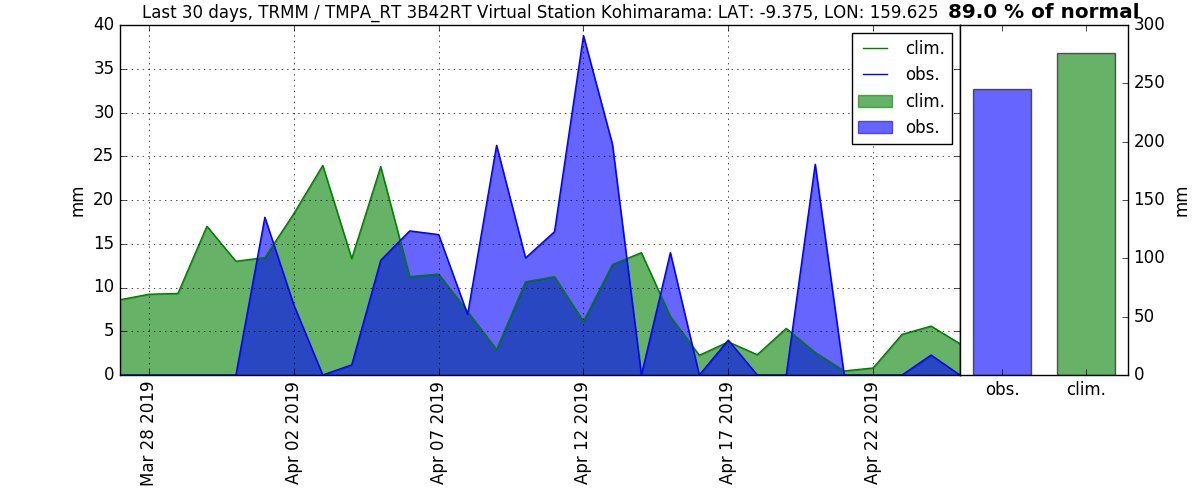 Last 30 days, TRMM / TMPA_RT 3B42RT Virtual Station Kohimarama: LAT: -9.375, LON: 159.625 89.0 % of normal
40
35
30
25
20
15
10
5
0
mm
clim.
obs.
clim.
obs.
300
250
200
150
100
50
0
mm
Mar 28 2019
Apr 02 2019
Apr 07 2019
Apr 12 2019
Apr 17 2019
Apr 22 2019
obs.
clim.